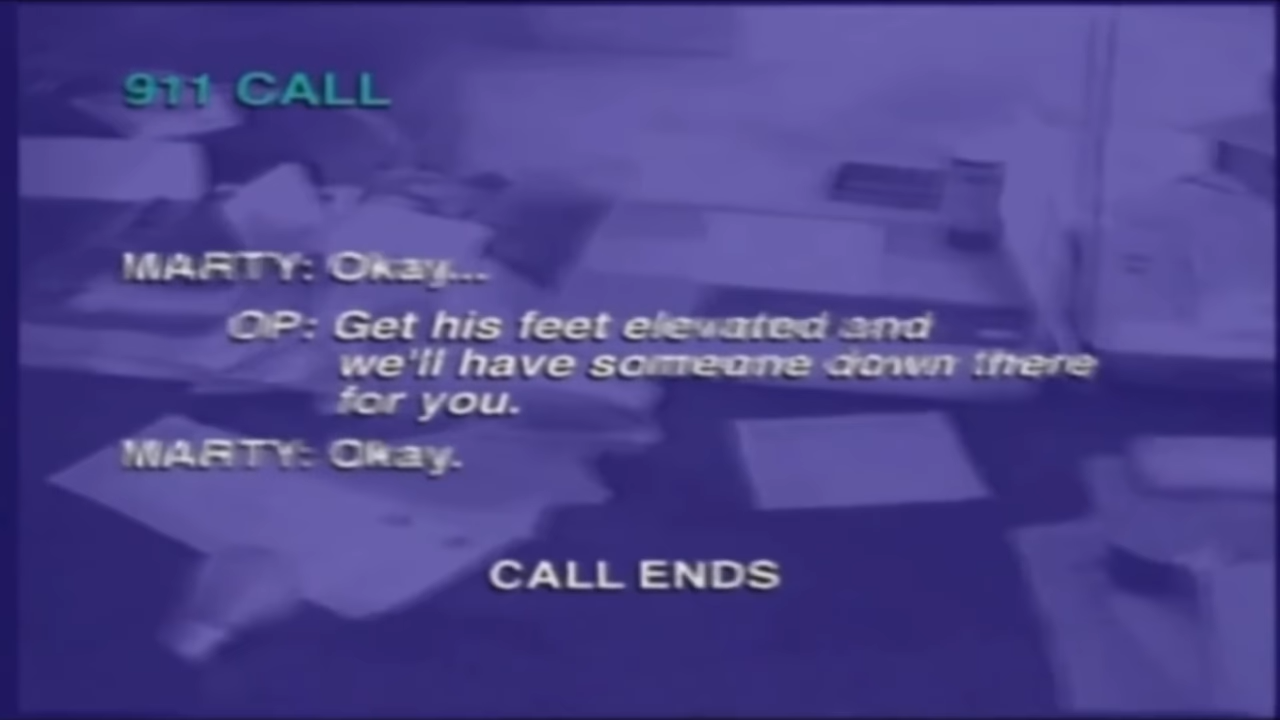 911 CALL
MARTY: Okay...
OP: Get his feet elevated and
we'll have someone down there
for you.
MARTY: Okay.
CALL ENDS